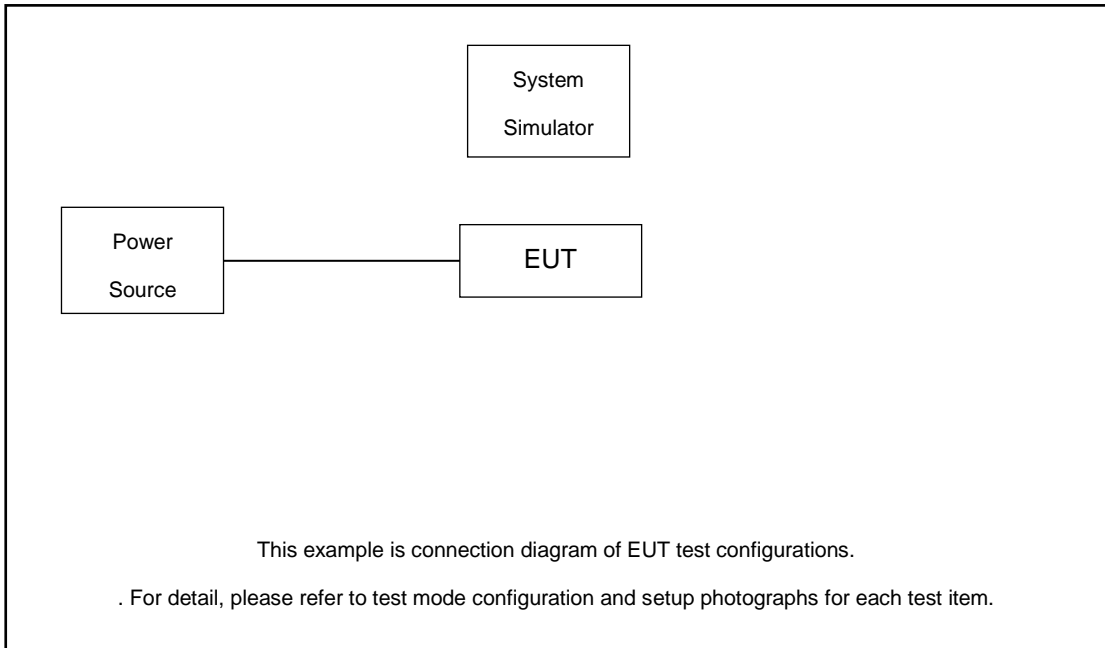 System
Simulator
Power
Source
EUT
This example is connection diagram of EUT test configurations.
. For detail, please refer to test mode configuration and setup photographs for each test item.